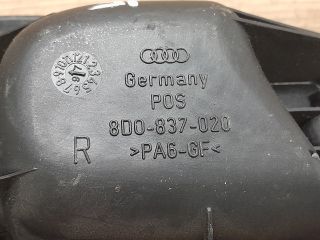 Germany
POS
8D0-837-020
R
>PA6-GF<